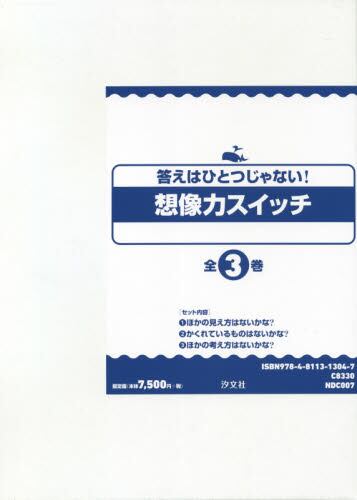 答えはひとつじゃない!
想像力スイッチ
全3巻
[セット内容]
①ほかの見え方はないかな?
②かくれているものはないかな?
③ほかの考え方はないかな?
ISBN978-4-8113-1304-7
C8330
NDC007
揃定価(本体7,500円+税)
汐文社